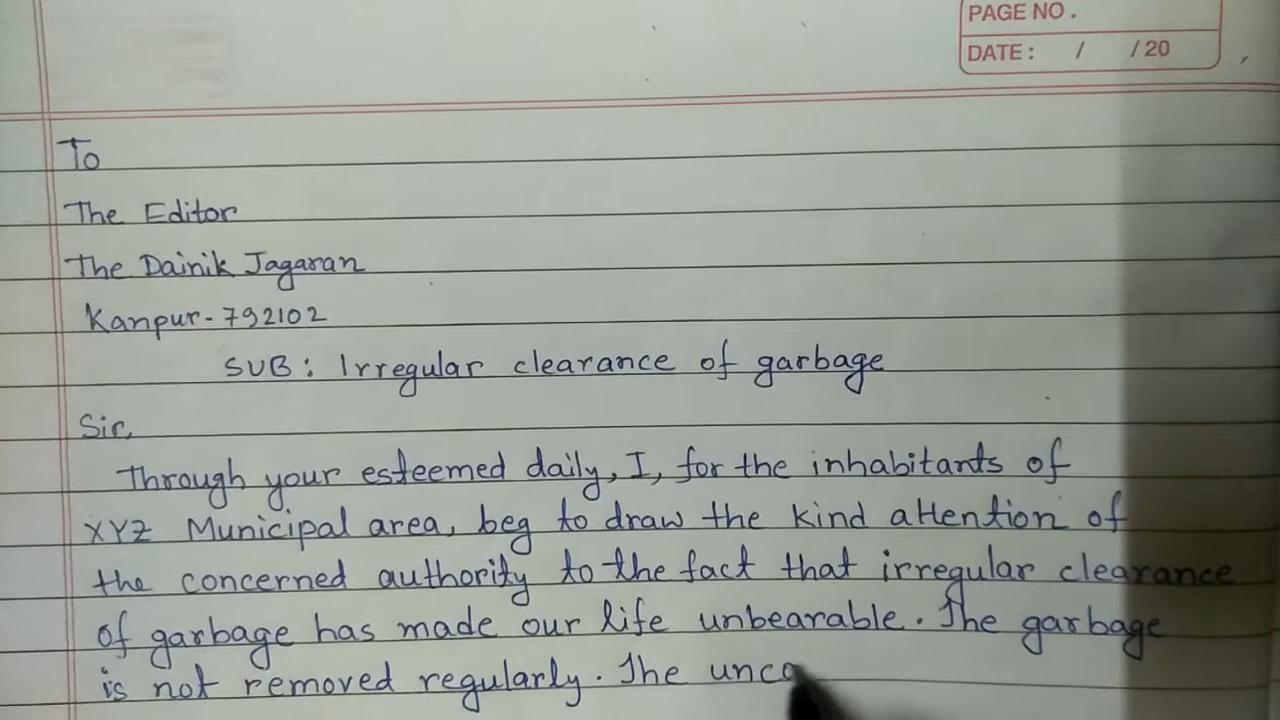 PAGE NO.
DATE: / /20
To
The Editor
The Dainik Jagaran
Kanpur-792102
SUB: Irregular clearance of garbage
Sir,
Through your esteemed daily, I, for the inhabitants of
XYZ Municipal area, beg to draw the kind attention of
the concerned authority to the fact that irregular clearance
of garbage has made our life unbearable. The garbage
is not removed regularly. The unco